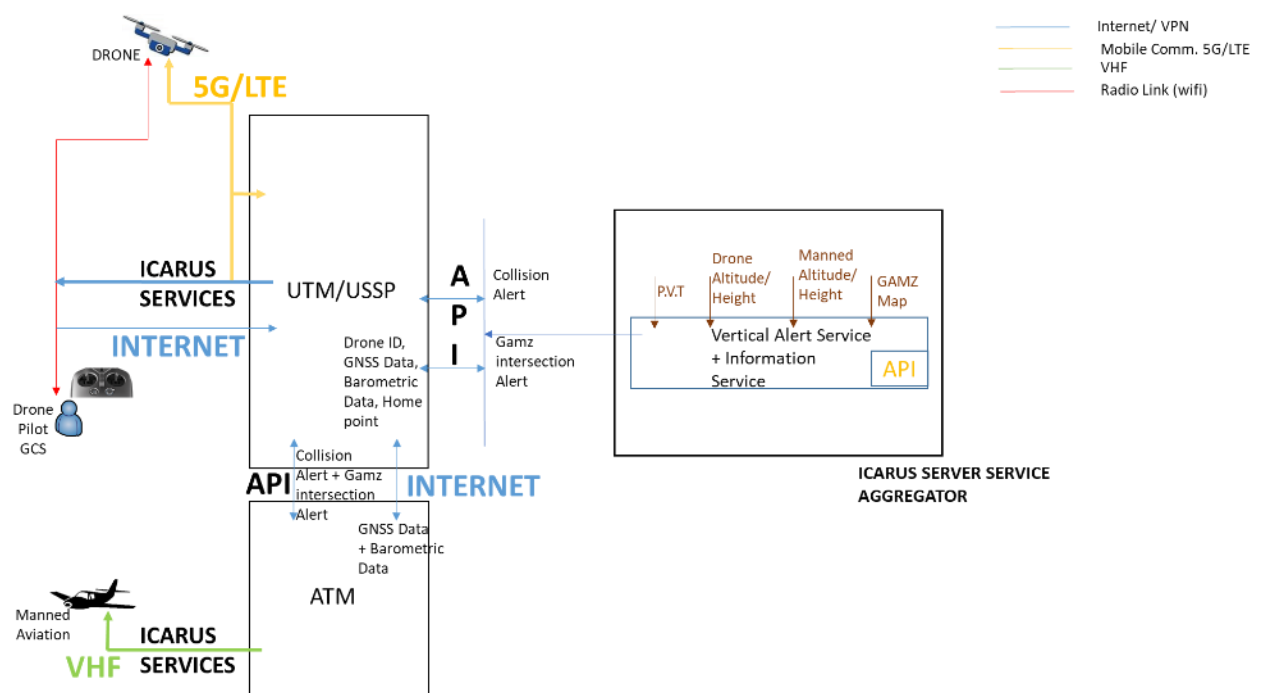 Internet/ VPN
Mobile Comm. 5G/LTE
VHF
Radio Link (wifi)
DRONE
5G/LTE
ICARUS
SERVICES
UTM/USSP
INTERNET
Drone ID,
GNSS Data,
Barometric
Data, Home
point
A
P
I
Collision
Alert
Gamz
intersection
Alert
P.V.T
Drone
Altitude/
Height
Manned
Altitude/
Height
GAMZ
Map
Vertical Alert Service
+ Information
Service
API
ICARUS SERVER SERVICE
AGGREGATOR
Drone
Pilot
GCS
API
Collision
Alert + Gamz
intersection
Alert
INTERNET
GNSS Data
+ Barometric
Data
ATM
Manned
Aviation
ICARUS
SERVICES
VHF